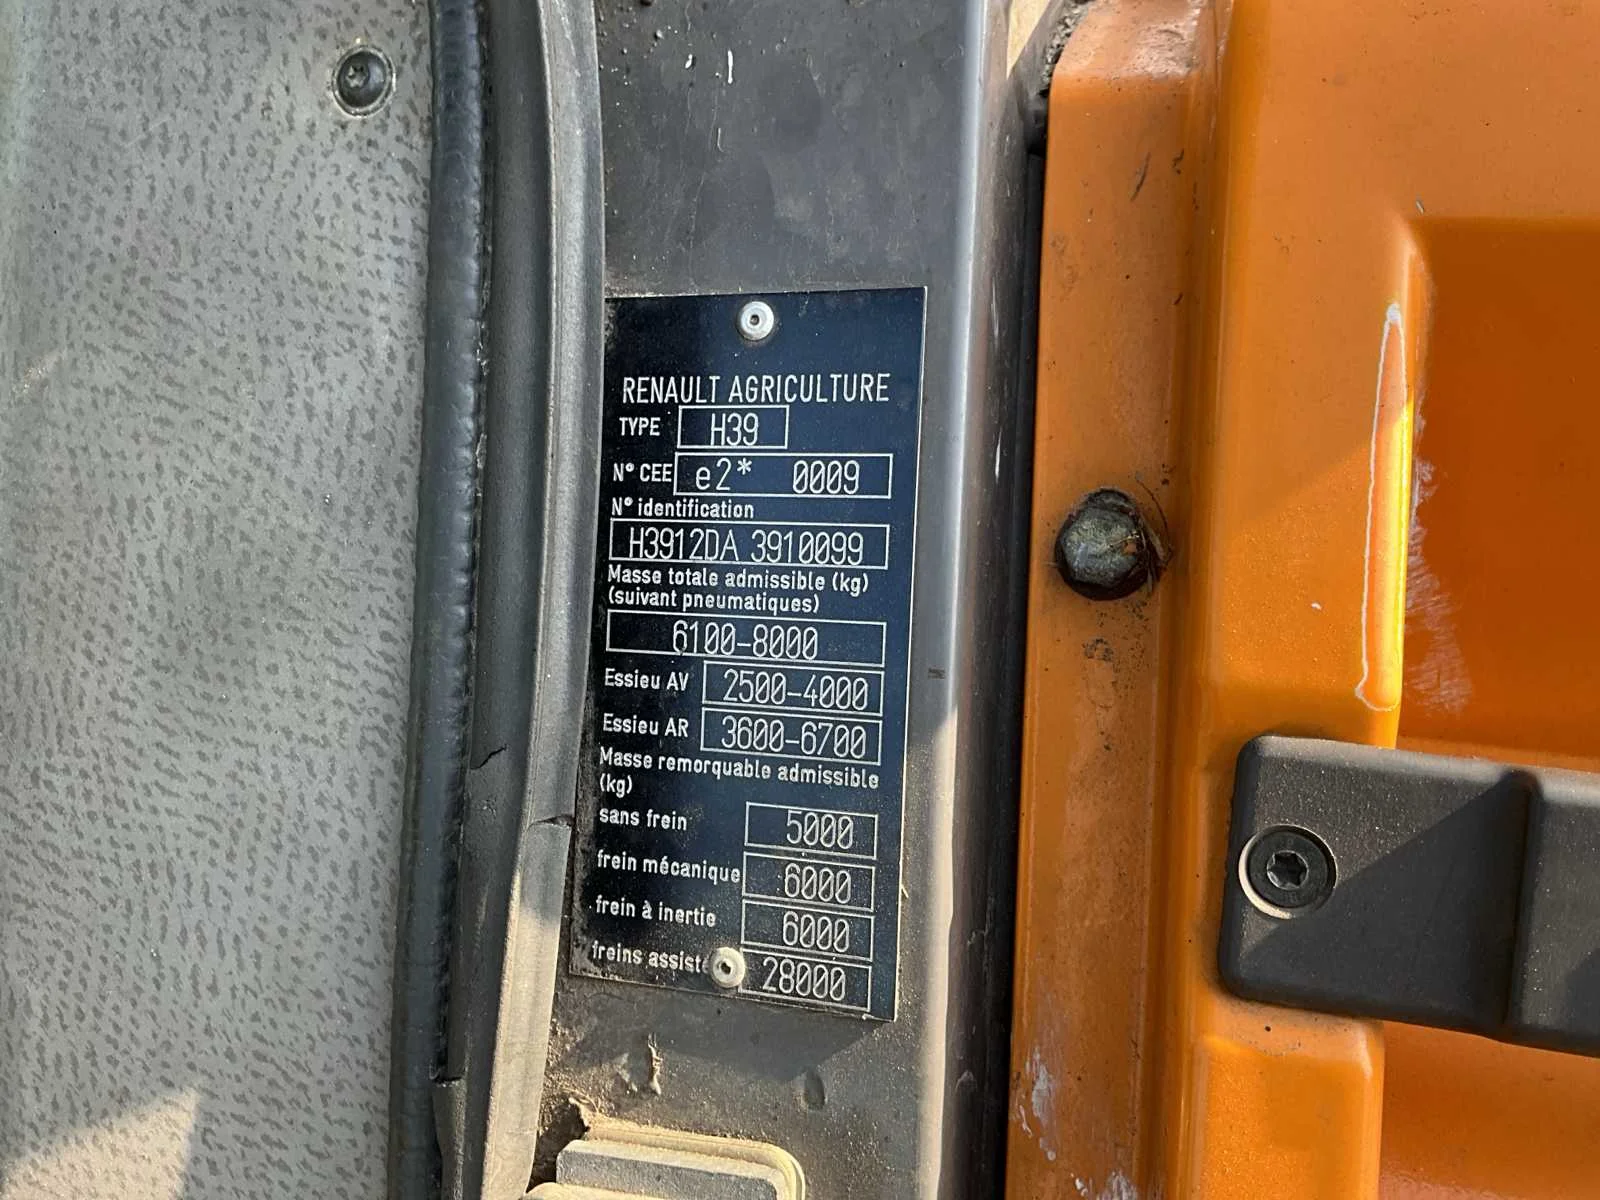 RENAULT AGRICULTURE
TYPE H39
N° CEE e2* 0009
N° identification
H3912DA 3910099
Masse totale admissible (kg)
(suivant pneumatiques)
6100-8000
Essieu AV 2500-4000
Essieu AR 3600-6700
Masse remorquable admissible
(kg)
sans frein 5000
frein mécanique 6000
frein à inertie 6000
freins 28000